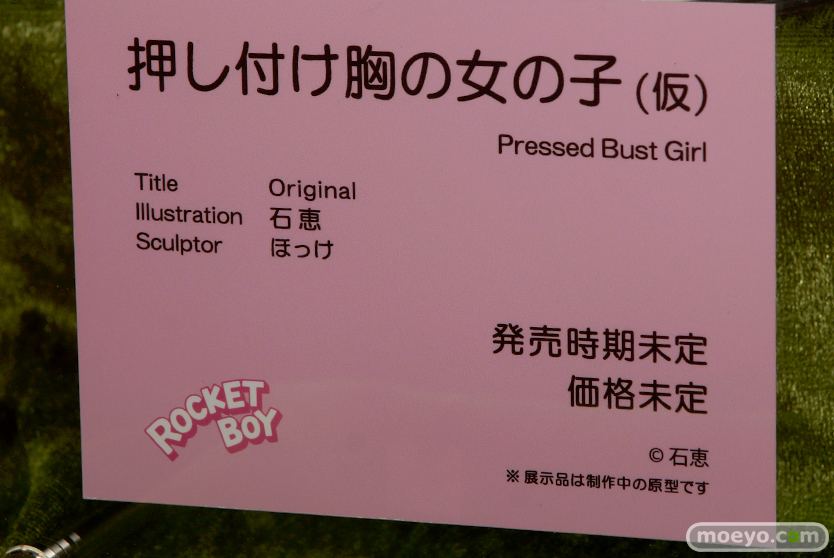 押し付け胸の女の子(仮)
Pressed Bust Girl
Title Original
Illustration 石恵
Sculptor ほっけ
発売時期未定
価格未定
ROCKET
BOY
©石恵
※展示品は制作中の原型です
moeyo.com